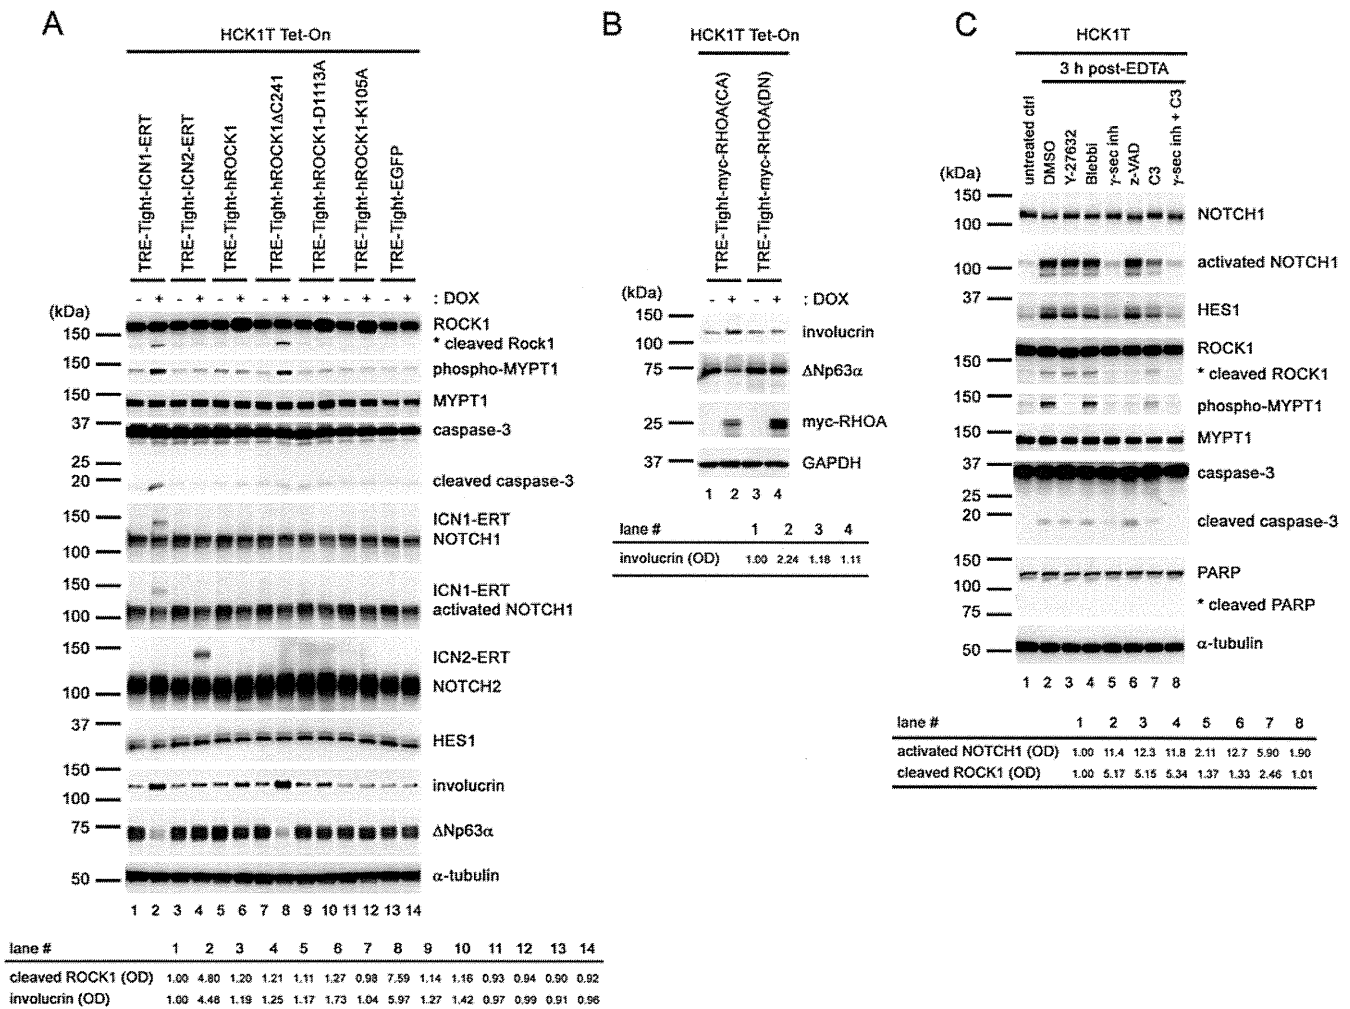 A
HCK1T Tet-On
TRE-Tight-ICN1-ERT
TRE-Tight-ICN2-ERT
TRE-Tight-hROCK1
TRE-Tight-hROCK1ΔC241
TRE-Tight-hROCK1-D1113A
TRE-Tight-hROCK1-K105A
TRE-Tight-EGFP
(kDa)
- + - + - + - + - + - + - + : DOX
ROCK1
150
* cleaved Rock1
150
phospho-MYPT1
150
MYPT1
37
caspase-3
25
20
cleaved caspase-3
150
ICN1-ERT
NOTCH1
100
150
ICN1-ERT
100
activated NOTCH1
150
ICN2-ERT
NOTCH2
100
37
HES1
150
involucrin
100
75
ΔNp63α
50
α-tubulin
1 2 3 4 5 6 7 8 9 10 11 12 13 14
lane # 1 2 3 4 5 6 7 8 9 10 11 12 13 14
cleaved ROCK1 (OD) 1.00 4.80 1.20 1.21 1.11 1.27 0.98 7.59 1.14 1.16 0.93 0.94 0.90 0.92
involucrin (OD) 1.00 4.48 1.19 1.25 1.17 1.73 1.04 5.97 1.27 1.42 0.97 0.99 0.91 0.96
B
HCK1T Tet-On
TRE-Tight-myc-RHOA(CA)
TRE-Tight-myc-RHOA(DN)
(kDa)
- + - + : DOX
150
involucrin
100
75
ΔNp63α
25
myc-RHOA
37
GAPDH
1 2 3 4
lane # 1 2 3 4
involucrin (OD) 1.00 2.24 1.18 1.11
C
HCK1T
3 h post-EDTA
untreated ctrl
DMSO
Y-27632
Blebbi
γ-sec inh
z-VAD
C3
γ-sec inh + C3
(kDa)
150
NOTCH1
100
activated NOTCH1
100
37
HES1
ROCK1
150
* cleaved ROCK1
150
phospho-MYPT1
150
MYPT1
37
caspase-3
25
20
cleaved caspase-3
150
PARP
100
* cleaved PARP
75
α-tubulin
50
1 2 3 4 5 6 7 8
lane # 1 2 3 4 5 6 7 8
activated NOTCH1 (OD) 1.00 11.4 12.3 11.8 2.11 12.7 5.90 1.90
cleaved ROCK1 (OD) 1.00 5.17 5.15 5.34 1.37 1.33 2.46 1.01